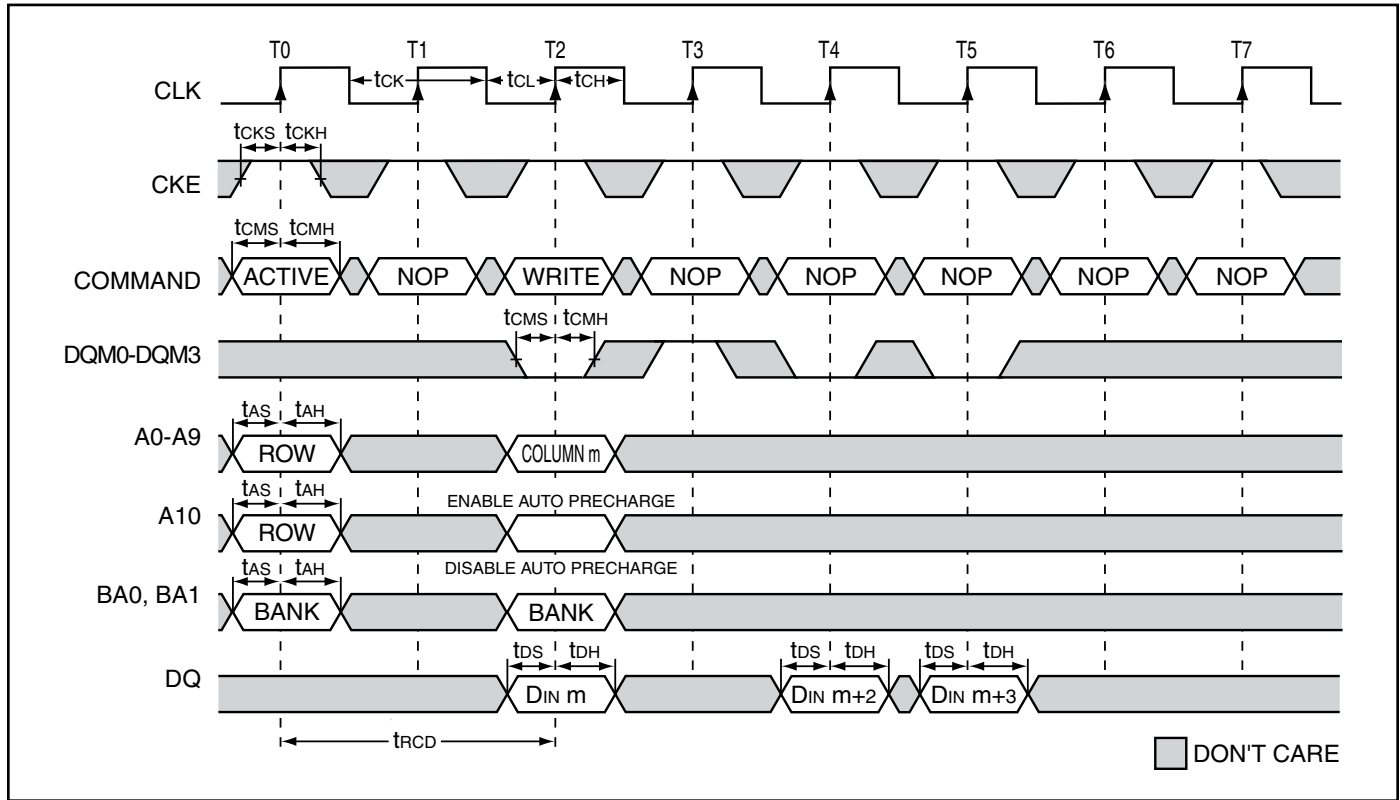 T0 T1 T2 T3 T4 T5 T6 T7
CLK tCK tCL tCH
tCKS tCKH
CKE
tCMS tCMH
COMMAND ACTIVE NOP WRITE NOP NOP NOP NOP NOP
tCMS tCMH
DQM0-DQM3
tAS tAH
A0-A9 ROW COLUMN m
tAS tAH ENABLE AUTO PRECHARGE
A10 ROW
tAS tAH DISABLE AUTO PRECHARGE
BA0, BA1 BANK BANK
tDS tDH tDS tDH tDS tDH
DQ DIN m DIN m+2 DIN m+3
tRCD
DON'T CARE